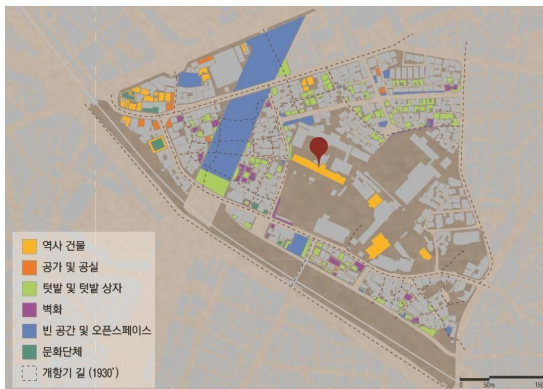 역사 건물
공가 및 공실
텃밭 및 텃밭 상자
벽화
빈 공간 및 오픈스페이스
문화단체
개항기 길 (1930')
0 50m 150